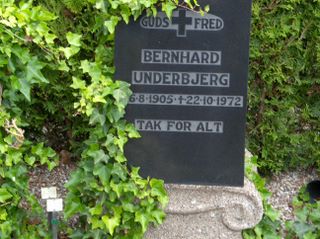 GUDS ✝ FRED
BERNHARD
UNDERBJERG
6-8-1905-✝22-10-1972
TAK FOR ALT